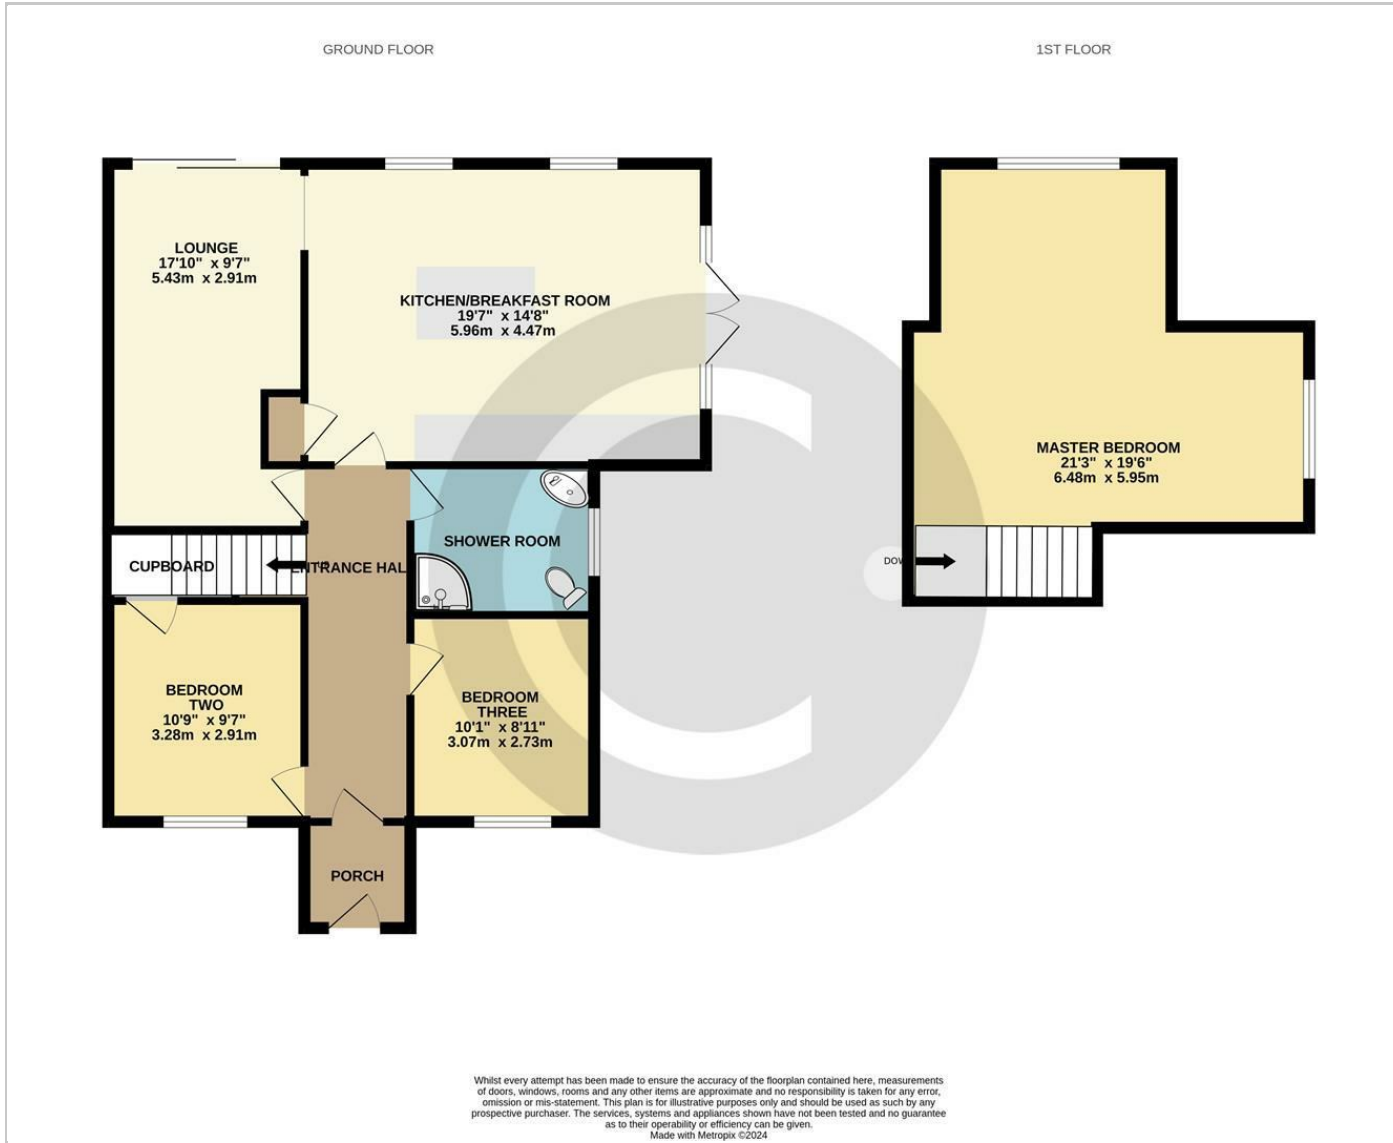 GROUND FLOOR
1ST FLOOR
LOUNGE
17'10" x 9'7"
5.43m x 2.91m
KITCHEN/BREAKFAST ROOM
19'7" x 14'8"
5.96m x 4.47m
MASTER BEDROOM
21'3" x 19'6"
6.48m x 5.95m
SHOWER ROOM
CUPBOARD
ENTRANCE HALL
BEDROOM
TWO
10'9" x 9'7"
3.28m x 2.91m
BEDROOM
THREE
10'1" x 8'11"
3.07m x 2.73m
PORCH
DOWN
Whilst every attempt has been made to ensure the accuracy of the floorplan contained here, measurements
of doors, windows, rooms and any other items are approximate and no responsibility is taken for any error,
omission or mis-statement. This plan is for illustrative purposes only and should be used as such by any
prospective purchaser. The services, systems and appliances shown have not been tested and no guarantee
as to their operability or efficiency can be given.
Made with Metropix ©2024